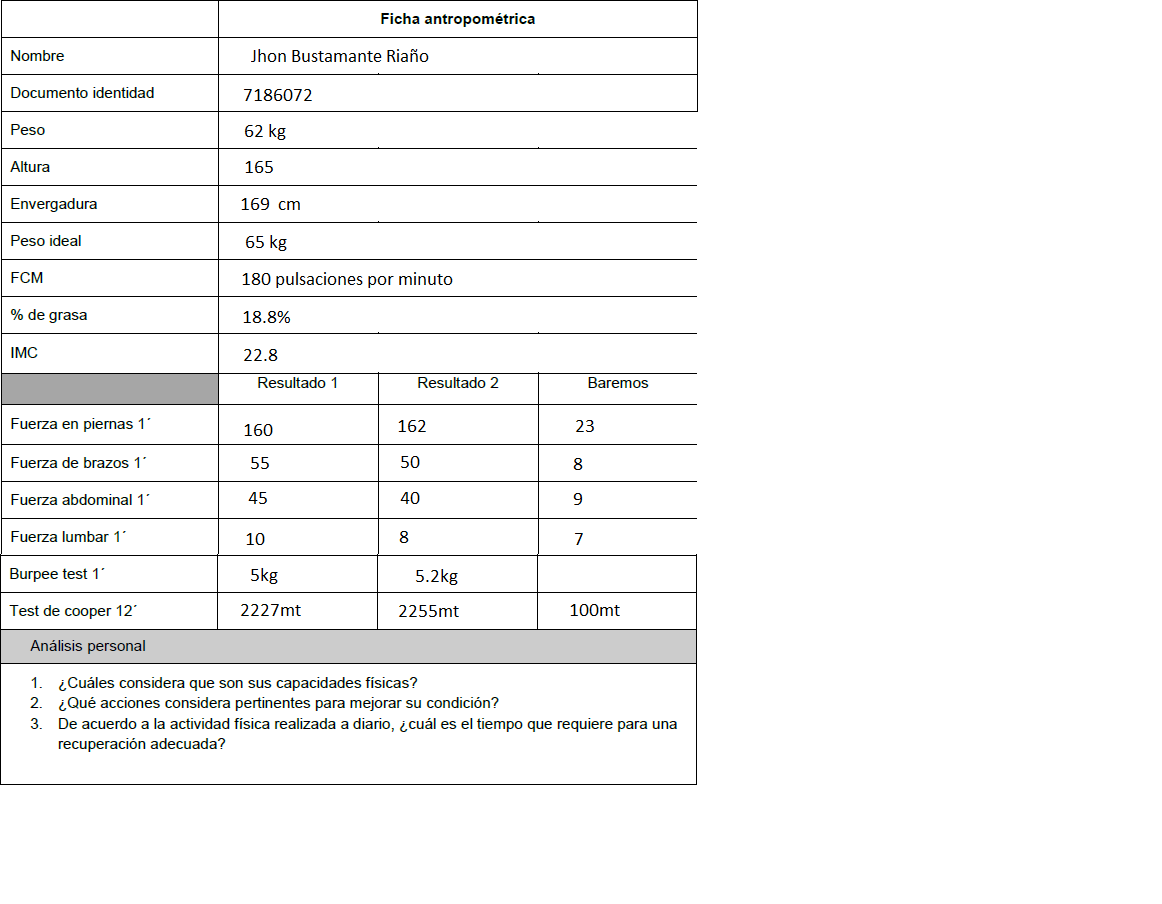 Ficha antropométrica
Nombre Jhon Bustamante Riaño
Documento identidad 7186072
Peso 62 kg
Altura 165
Envergadura 169 cm
Peso ideal 65 kg
FCM 180 pulsaciones por minuto
% de grasa 18.8%
IMC 22.8
Resultado 1 Resultado 2 Baremos
Fuerza en piernas 1´ 160 162 23
Fuerza de brazos 1´ 55 50 8
Fuerza abdominal 1´ 45 40 9
Fuerza lumbar 1´ 10 8 7
Burpee test 1´ 5kg 5.2kg
Test de cooper 12´ 2227mt 2255mt 100mt
Análisis personal
1. ¿Cuáles considera que son sus capacidades físicas?
2. ¿Qué acciones considera pertinentes para mejorar su condición?
3. De acuerdo a la actividad física realizada a diario, ¿cuál es el tiempo que requiere para una
recuperación adecuada?